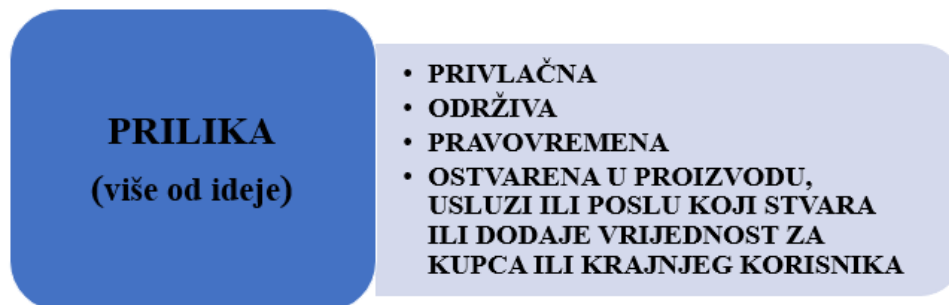 PRILIKA
(više od ideje)
• PRIVLAČNA
• ODRŽIVA
• PRAVOVREMENA
• OSTVARENA U PROIZVODU,
USLUZI ILI POSLU KOJI STVARA
ILI DODAJE VRIJEDNOST ZA
KUPCA ILI KRAJNJEG KORISNIKA